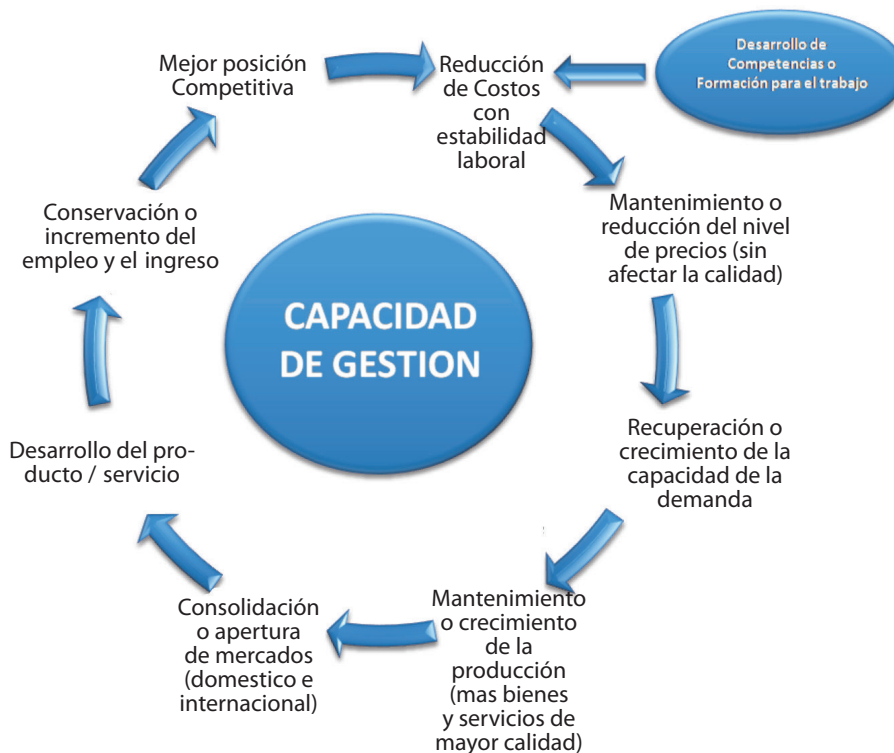 Mejor posición
Competitiva
Reducción
de Costos
con
estabilidad
laboral
Desarrollo de
Competencias o
Formación para el trabajo
Mantenimiento o
reducción del nivel
de precios (sin
afectar la calidad)
Recuperación o
crecimiento de la
capacidad de la
demanda
Mantenimiento
o crecimiento
de la
producción
(mas bienes
y servicios de
mayor calidad)
Consolidación
o apertura
de mercados
(domestico e
internacional)
Desarrollo del pro-
ducto / servicio
Conservación o
incremento del
empleo y el ingreso
CAPACIDAD
DE GESTION